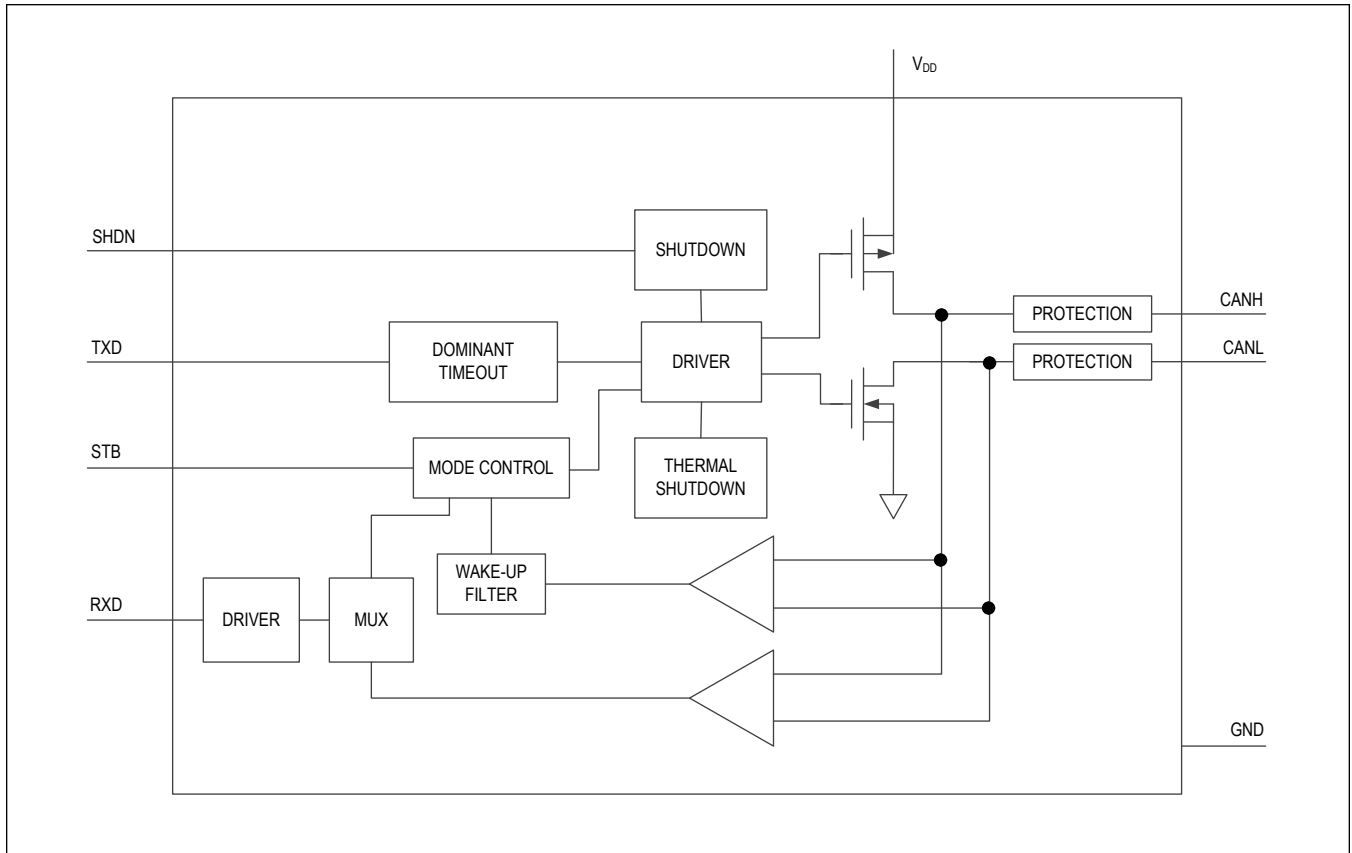 VDD
SHDN
SHUTDOWN
CANH
PROTECTION
TXD
DOMINANT
TIMEOUT
DRIVER
CANL
PROTECTION
STB
MODE CONTROL
THERMAL
SHUTDOWN
WAKE-UP
FILTER
RXD
DRIVER
MUX
GND